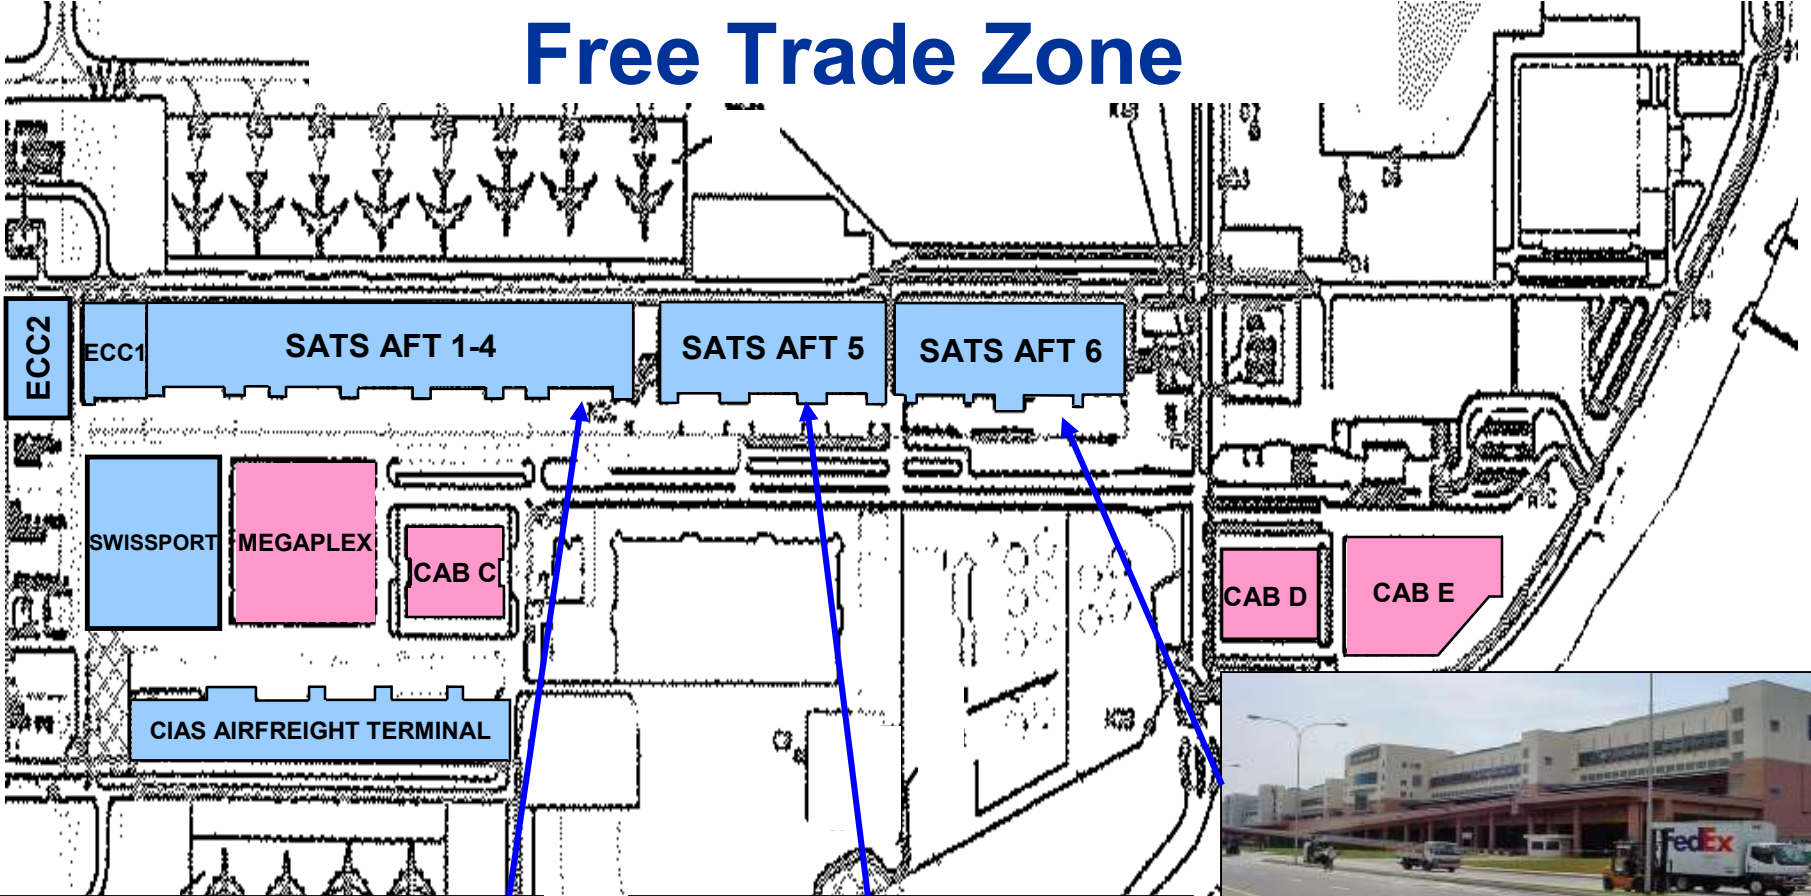 Free Trade Zone
ECC2
ECC1
SATS AFT 1-4
SATS AFT 5
SATS AFT 6
SWISSPORT
MEGAPLEX
CAB C
CAB D
CAB E
CIAS AIRFREIGHT TERMINAL
FedEx